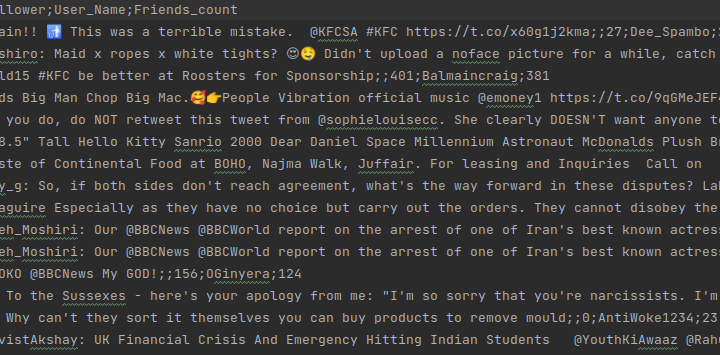 llower;User_Name;Friends_count
ain!! 🚮 This was a terrible mistake.  @KFCSA #KFC https://t.co/x60g1j2kma;;27;Dee_Spambo;
shiro: Maid x ropes x white tights? 😍😊 Didn't upload a noface picture for a while, catch
ld15 #KFC be better at Roosters for Sponsorship;;401;Balmaincraig;381
ds Big Man Chop Big Mac.🥰👉People Vibration official music @emoney1 https://t.co/9qGMeJEF
you do, do NOT retweet this tweet from @sophielouisecc. She clearly DOESN'T want anyone to
8.5" Tall Hello Kitty Sanrio 2000 Dear Daniel Space Millennium Astronaut McDonalds Plush Br
ste of Continental Food at BOHO, Najma Walk, Juffair. For leasing and Inquiries  Call on
y_g: So, if both sides don't reach agreement, what's the way forward in these disputes? Lab
aguire Especially as they have no choice but carry out the orders. They cannot disobey the
eh_Moshiri: Our @BBCNews @BBCWorld report on the arrest of one of Iran's best known actress
eh_Moshiri: Our @BBCNews @BBCWorld report on the arrest of one of Iran's best known actress
OKO @BBCNews My GOD!;;156;OGinyera;124
To the Sussexes - here's your apology from me: "I'm so sorry that you're narcissists. I'm
Why can't they sort it themselves you can buy products to remove mould;;0;AntiWoke1234;23
vistAkshay: UK Financial Crisis And Emergency Hitting Indian Students   @YouthKiAwaaz @Rah